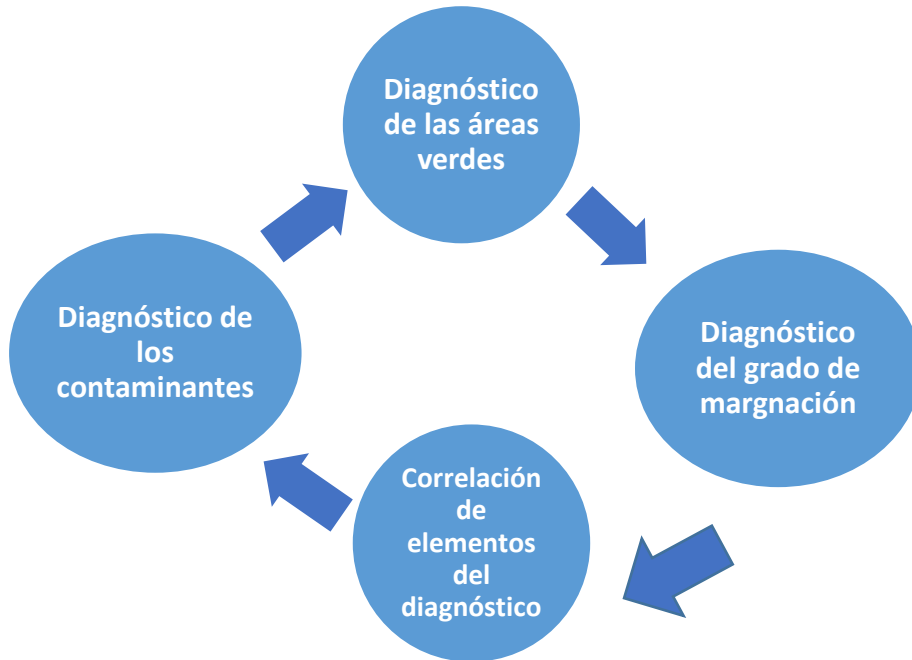 Diagnóstico
de las áreas
verdes
Diagnóstico de
los
contaminantes
Diagnóstico
del grado de
margnación
Correlación
de
elementos
del
diagnóstico